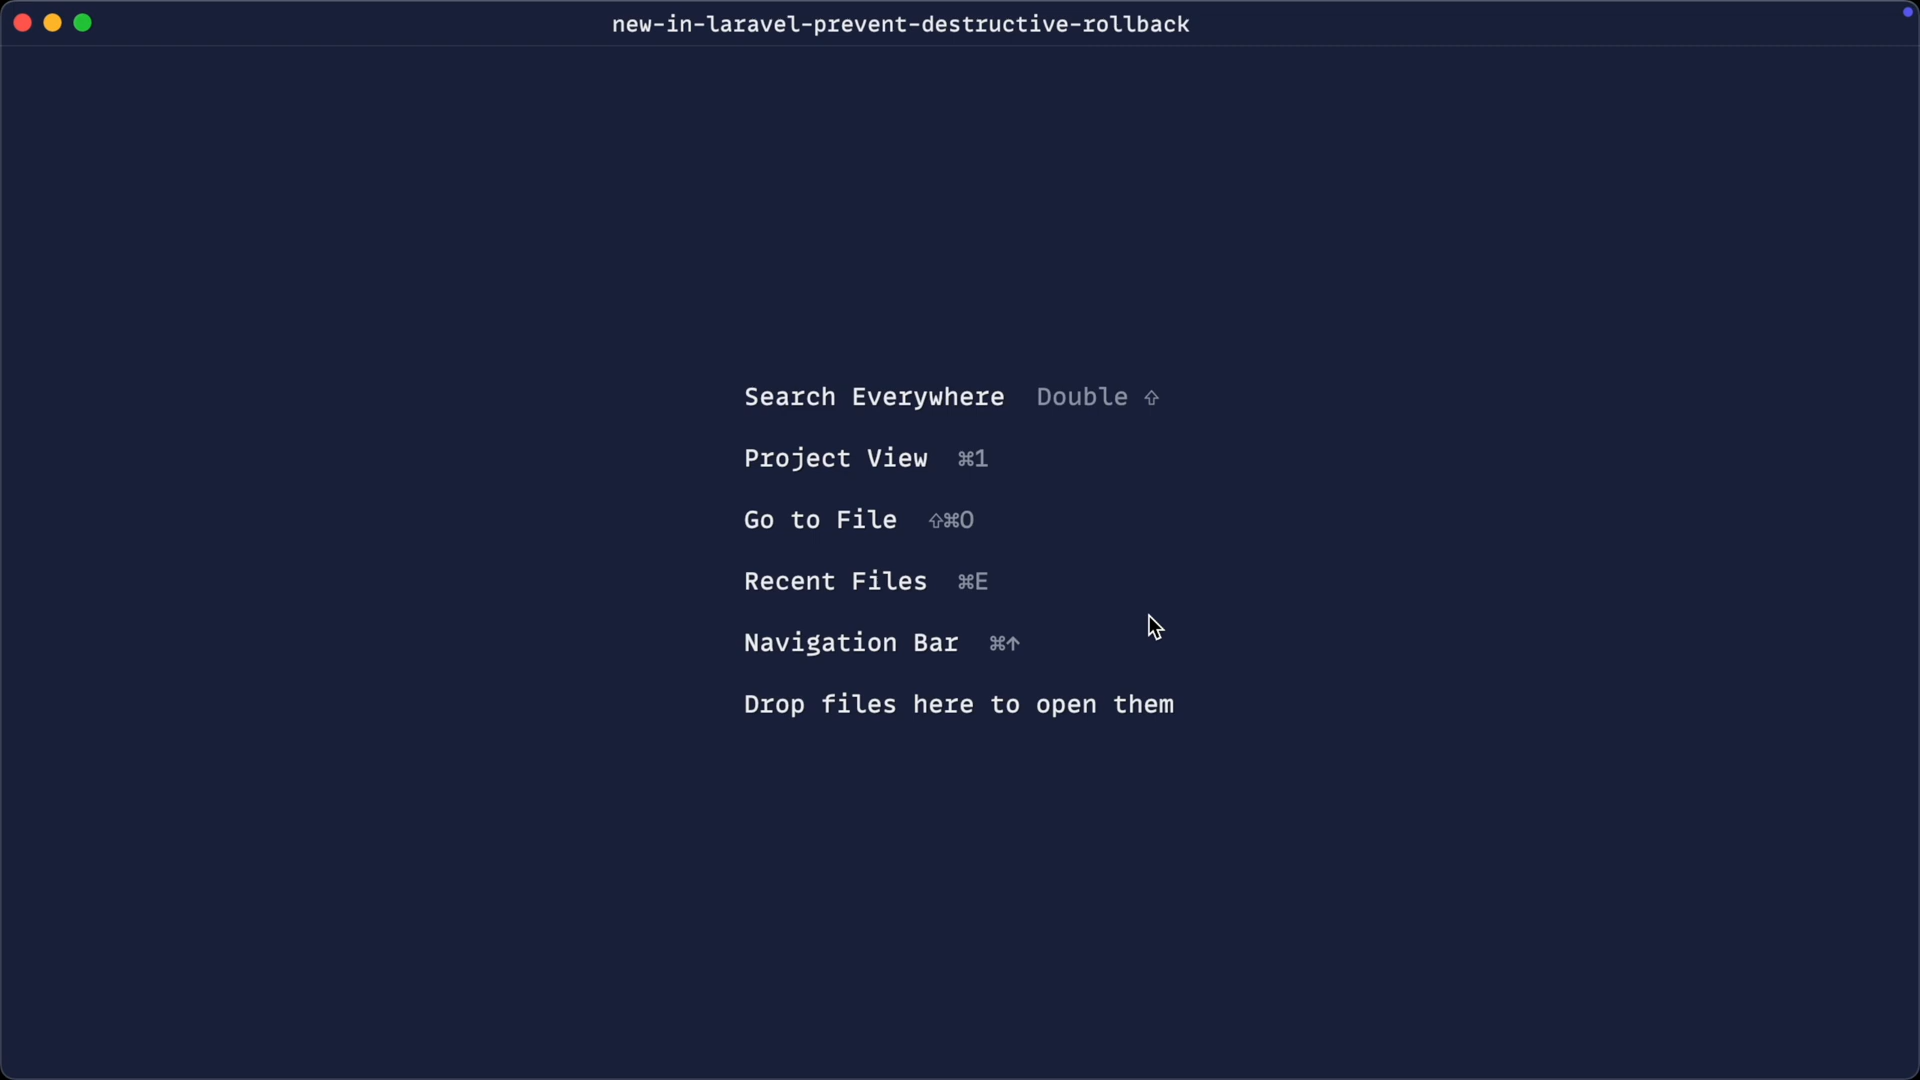 new-in-laravel-prevent-destructive-rollback
Search Everywhere Double ⇧
Project View ⌘1
Go to File ⇧⌘O
Recent Files ⌘E
Navigation Bar ⌘↑
Drop files here to open them